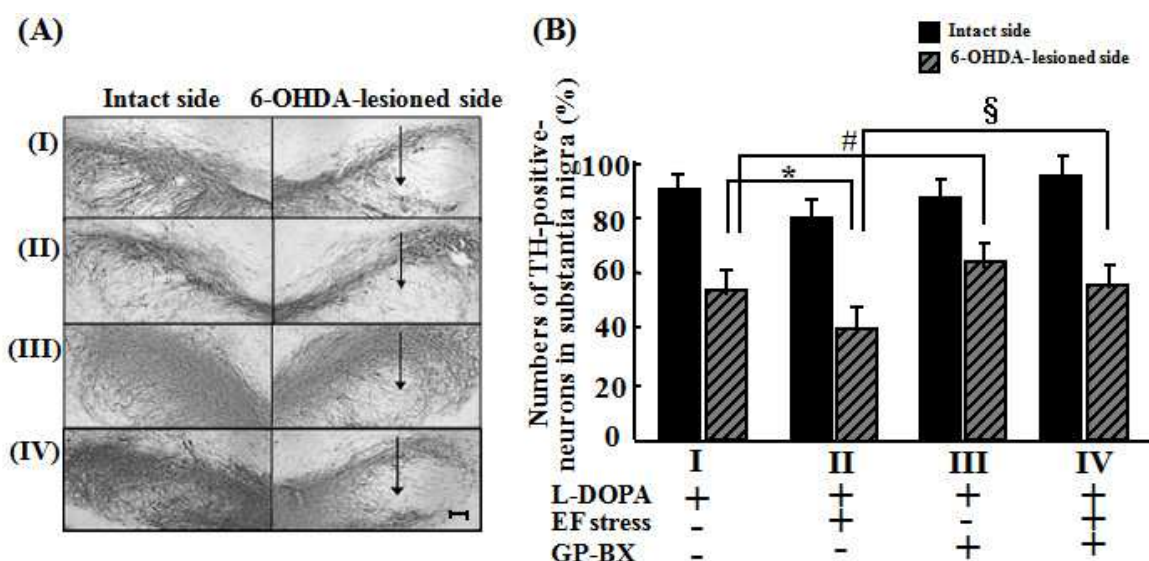 (A)
Intact side 6-OHDA-lesioned side
(I)
(II)
(III)
(IV)
(B)
Intact side
6-OHDA-lesioned side
Numbers of TH-positive-
neurons in substantia nigra (%)
100
80
60
40
20
0
*
#
§
I II III IV
L-DOPA + + + +
EF stress - + - +
GP-BX - - + +